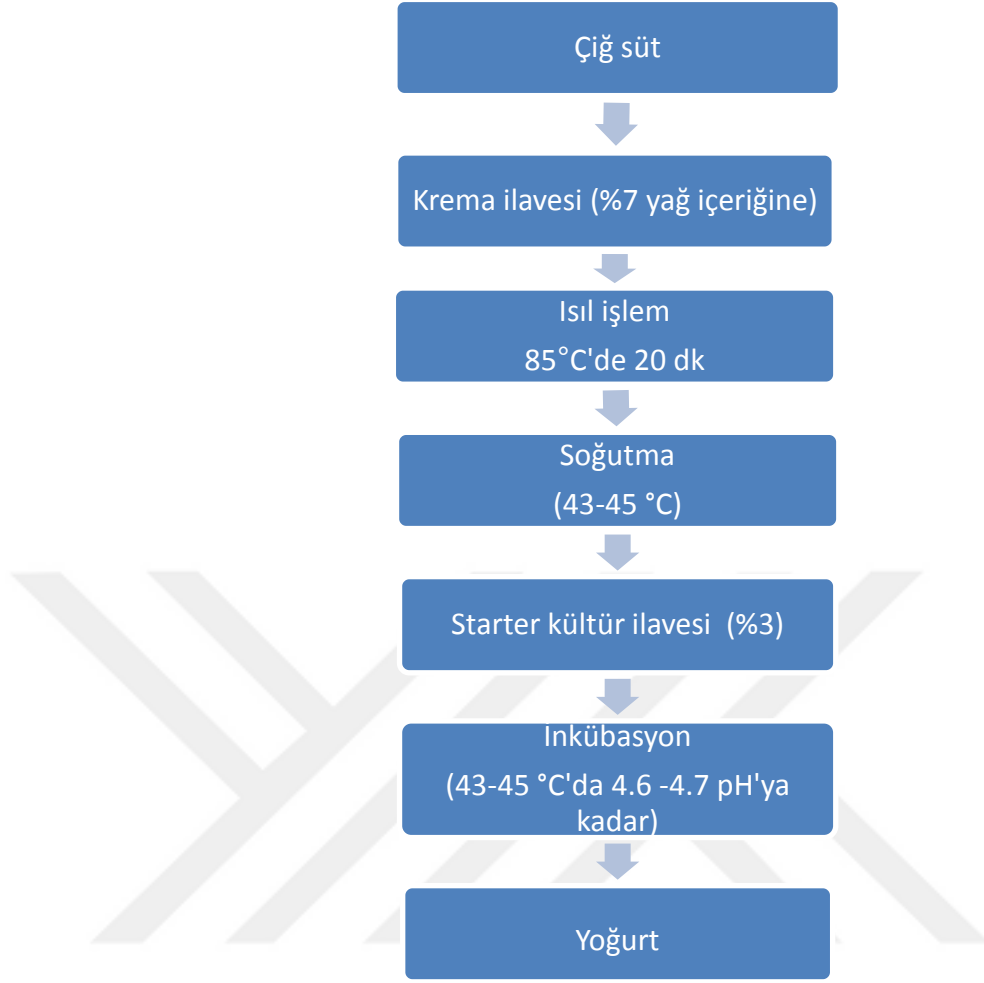 Çiğ süt
Krema ilavesi (%7 yağ içeriğine)
Isıl işlem
85°C'de 20 dk
Soğutma
(43-45 °C)
Starter kültür ilavesi  (%3)
İnkübasyon
(43-45 °C'da 4.6 -4.7 pH'ya
kadar)
Yoğurt